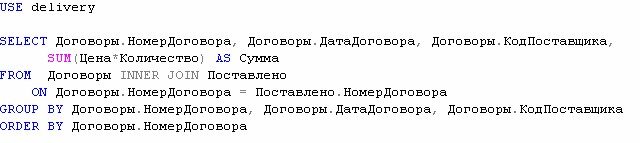 USE delivery
SELECT Договоры.НомерДоговора, Договоры.ДатаДоговора, Договоры.КодПоставщика,
SUM(Цена*Количество) AS Сумма
FROM Договоры INNER JOIN Поставлено
ON Договоры.НомерДоговора = Поставлено.НомерДоговора
GROUP BY Договоры.НомерДоговора, Договоры.ДатаДоговора, Договоры.КодПоставщика
ORDER BY Договоры.НомерДоговора